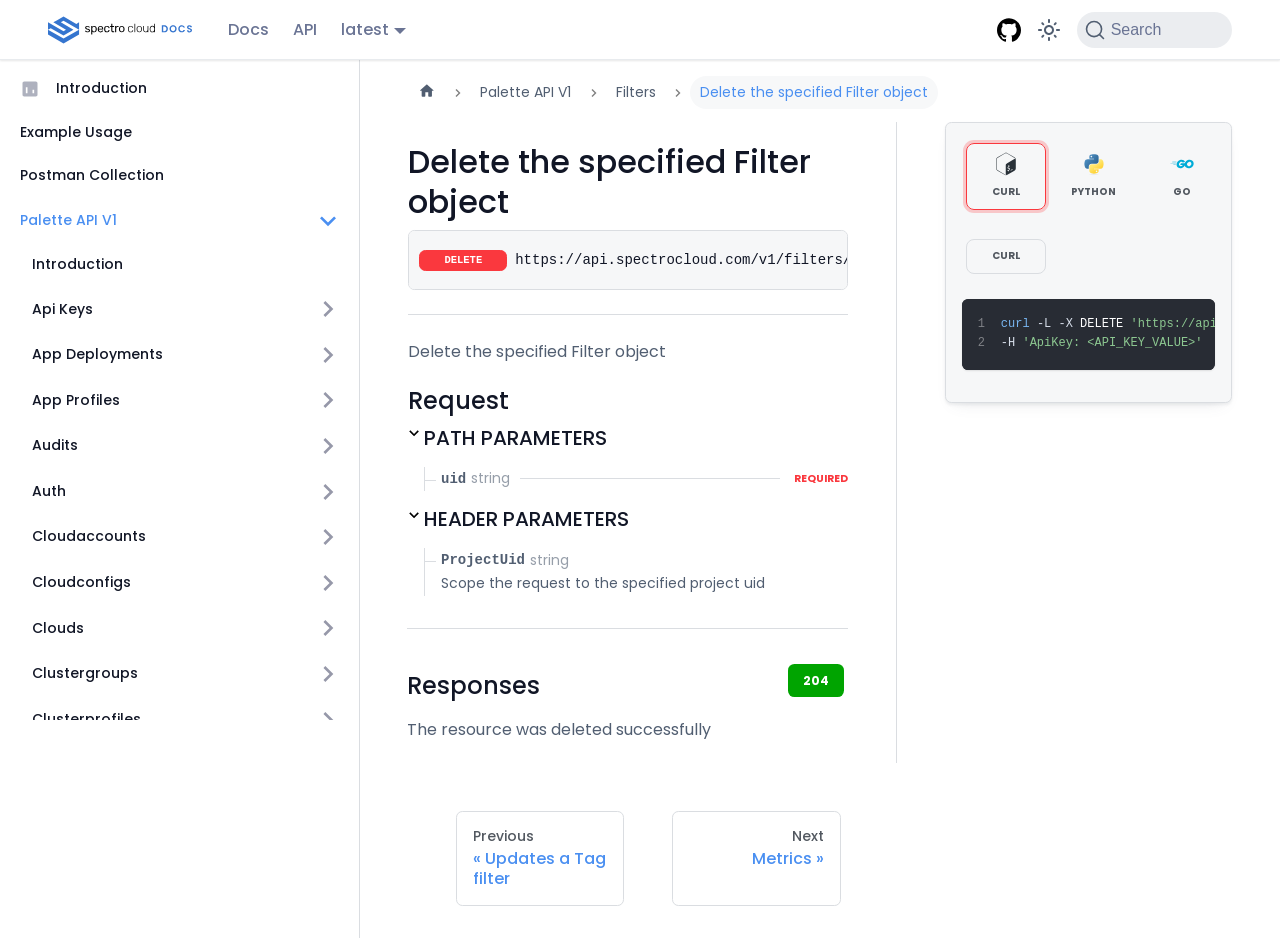 spectro cloud DOCS
Docs
API
latest
Search
Introduction
Example Usage
Postman Collection
Palette API V1
Introduction
Api Keys
App Deployments
App Profiles
Audits
Auth
Cloudaccounts
Cloudconfigs
Clouds
Clustergroups
Clusterprofiles
Palette API V1
Filters
Delete the specified Filter object
Delete the specified Filter
object
DELETE https://api.spectrocloud.com/v1/filters/
Delete the specified Filter object
Request
PATH PARAMETERS
uid string REQUIRED
HEADER PARAMETERS
ProjectUid string
Scope the request to the specified project uid
Responses
204
The resource was deleted successfully
Previous
« Updates a Tag
filter
Next
Metrics »
CURL
PYTHON
GO
GO
CURL
1 curl -L -X DELETE 'https://api
2 -H 'ApiKey: <API_KEY_VALUE>'